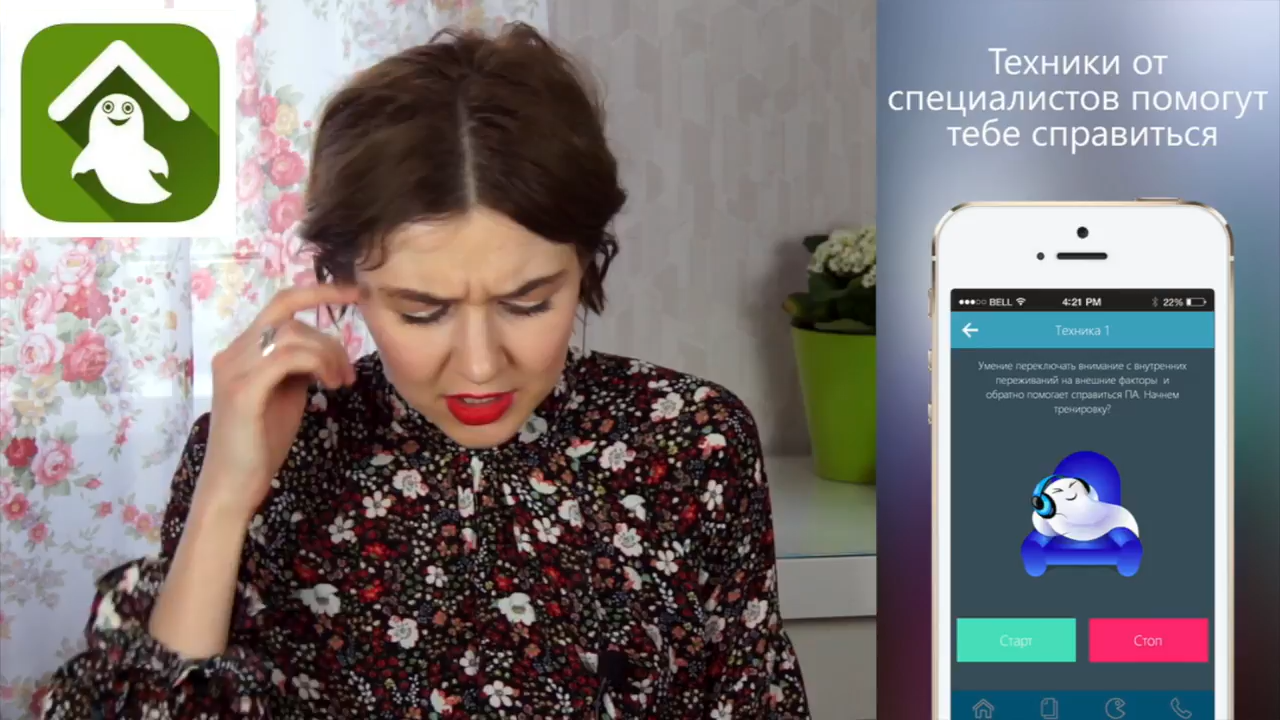 Техники от
специалистов помогут
тебе справиться
BELL 4:21 PM 22%
Техника 1
Умение переключать внимание с внутренних
переживаний на внешние факторы и
обратно помогает справиться ПА. Начнем
тренировку?
Старт Стоп